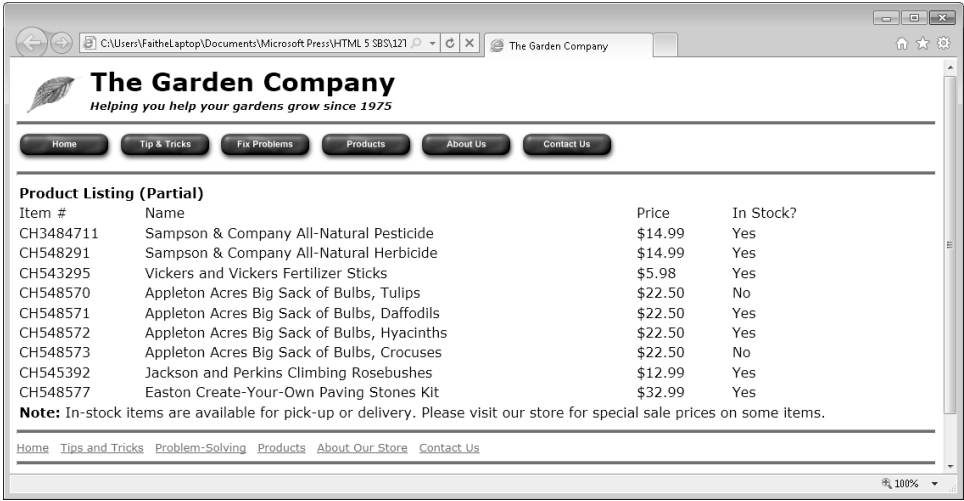 C:\Users\FaitheLaptop\Documents\Microsoft Press\HTML 5 SBS\12T
The Garden Company
The Garden Company
Helping you help your gardens grow since 1975
Home Tip & Tricks Fix Problems Products About Us Contact Us
Product Listing (Partial)
Item # Name Price In Stock?
CH3484711 Sampson & Company All-Natural Pesticide $14.99 Yes
CH548291 Sampson & Company All-Natural Herbicide $14.99 Yes
CH543295 Vickers and Vickers Fertilizer Sticks $5.98 Yes
CH548570 Appleton Acres Big Sack of Bulbs, Tulips $22.50 No
CH548571 Appleton Acres Big Sack of Bulbs, Daffodils $22.50 Yes
CH548572 Appleton Acres Big Sack of Bulbs, Hyacinths $22.50 Yes
CH548573 Appleton Acres Big Sack of Bulbs, Crocuses $22.50 No
CH545392 Jackson and Perkins Climbing Rosebushes $12.99 Yes
CH548577 Easton Create-Your-Own Paving Stones Kit $32.99 Yes
Note: In-stock items are available for pick-up or delivery. Please visit our store for special sale prices on some items.
Home Tips and Tricks Problem-Solving Products About Our Store Contact Us
100%